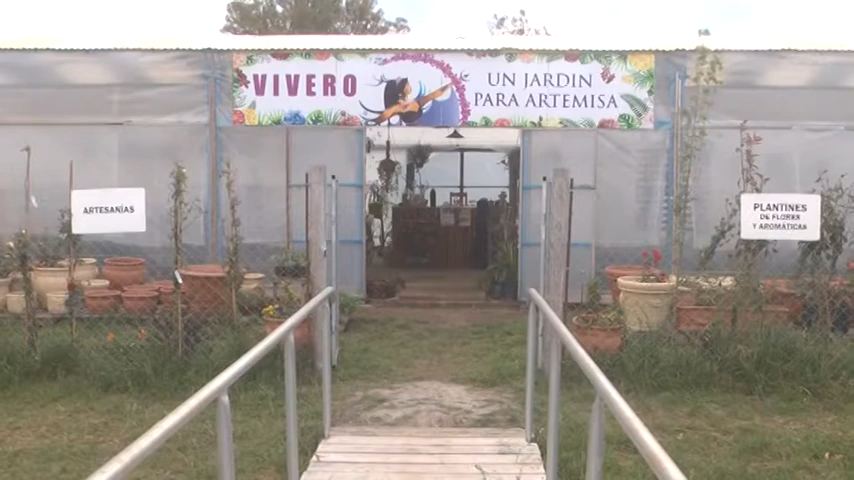 VIVERO
UN JARDIN
PARA ARTEMISA
ARTESANÍAS
PLANTINES
DE FLORES
Y AROMÁTICAS